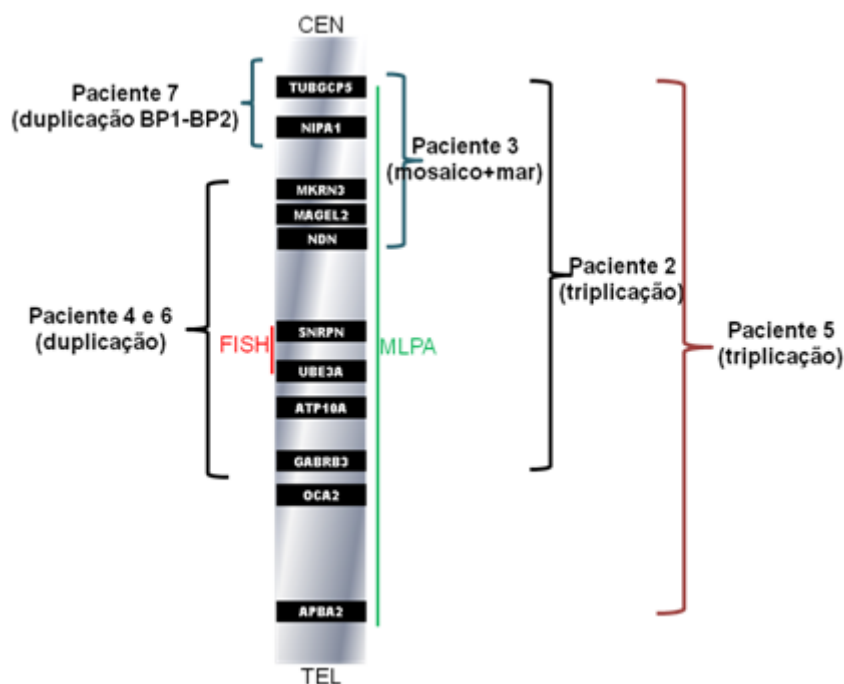 CEN
Paciente 7
(duplicação BP1-BP2)
TUBGCP5
NIPA1
Paciente 3
(mosaico+mar)
MKRN3
MAGEL2
NDN
Paciente 2
(triplicação)
Paciente 4 e 6
(duplicação)
FISH
SNRPN
MLPA
UBE3A
Paciente 5
(triplicação)
ATP10A
GABRB3
OCA2
APBA2
TEL